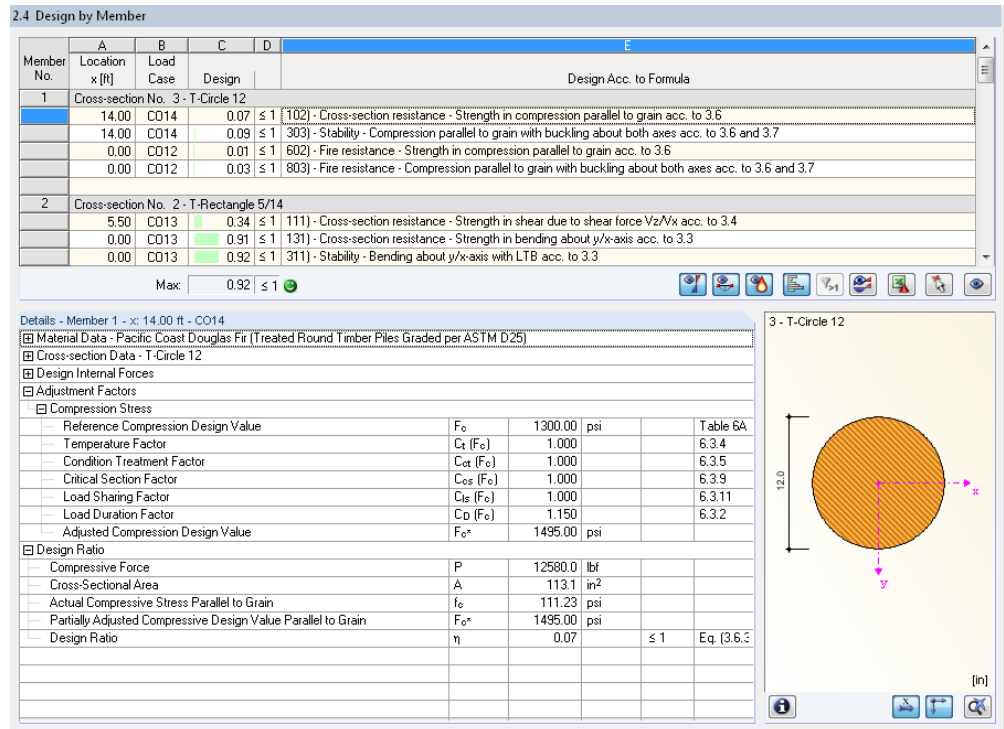 2.4 Design by Member
A B C D E
Member No. Location x [ft] Load Case Design Design Acc. to Formula
1 Cross-section No. 3 - T-Circle 12
14.00 CO14 0.07 ≤ 1 102) - Cross-section resistance - Strength in compression parallel to grain acc. to 3.6
14.00 CO14 0.09 ≤ 1 303) - Stability - Compression parallel to grain with buckling about both axes acc. to 3.6 and 3.7
0.00 CO12 0.01 ≤ 1 602) - Fire resistance - Strength in compression parallel to grain acc. to 3.6
0.00 CO12 0.03 ≤ 1 803) - Fire resistance - Compression parallel to grain with buckling about both axes acc. to 3.6 and 3.7
2 Cross-section No. 2 - T-Rectangle 5/14
5.50 CO13 0.34 ≤ 1 111) - Cross-section resistance - Strength in shear due to shear force Vz/Vx acc. to 3.4
0.00 CO13 0.91 ≤ 1 131) - Cross-section resistance - Strength in bending about y/x-axis acc. to 3.3
0.00 CO13 0.92 ≤ 1 311) - Stability - Bending about y/x-axis with LTB acc. to 3.3
Max: 0.92 ≤ 1
Details - Member 1 - x: 14.00 ft - CO14
Material Data - Pacific Coast Douglas Fir (Treated Round Timber Piles Graded per ASTM D25)
Cross-section Data - T-Circle 12
Design Internal Forces
Adjustment Factors
Compression Stress
Reference Compression Design Value Fc 1300.00 psi Table 6A
Temperature Factor Ct (Fc) 1.000 6.3.4
Condition Treatment Factor Cct (Fc) 1.000 6.3.5
Critical Section Factor Ccs (Fc) 1.000 6.3.9
Load Sharing Factor Cls (Fc) 1.000 6.3.11
Load Duration Factor CD (Fc) 1.150 6.3.2
Adjusted Compression Design Value Fc* 1495.00 psi
Design Ratio
Compressive Force P 12580.0 lbf
Cross-Sectional Area A 113.1 in²
Actual Compressive Stress Parallel to Grain fc 111.23 psi
Partially Adjusted Compressive Design Value Parallel to Grain Fc* 1495.00 psi
Design Ratio η 0.07 ≤ 1 Eq. (3.6.3
3 - T-Circle 12
12.0
x
y
[in]